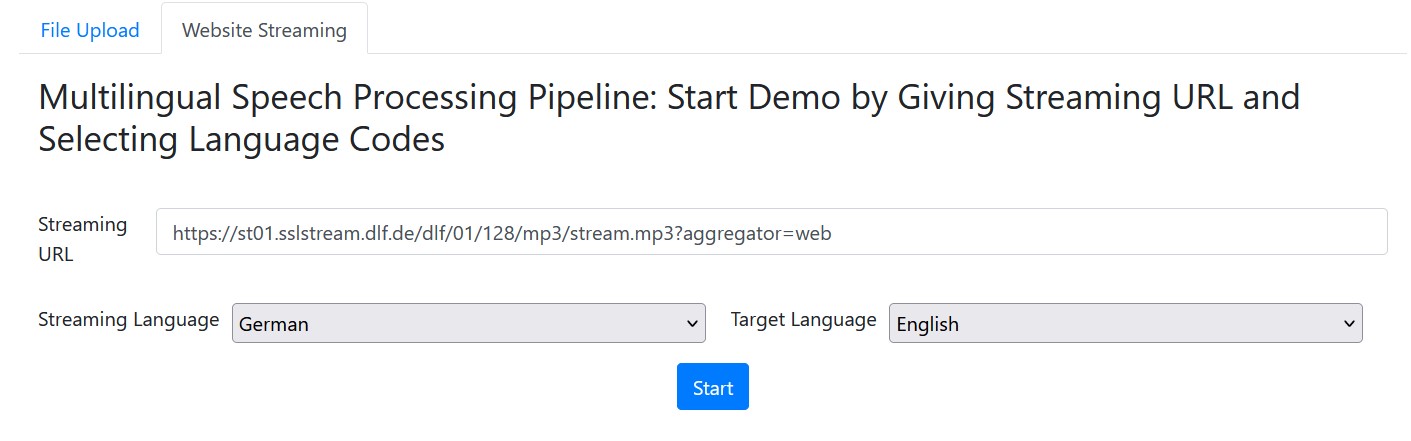 File Upload Website Streaming
Multilingual Speech Processing Pipeline: Start Demo by Giving Streaming URL and
Selecting Language Codes
Streaming
URL
https://st01.sslstream.dlf.de/dlf/01/128/mp3/stream.mp3?aggregator=web
Streaming Language German Target Language English
Start